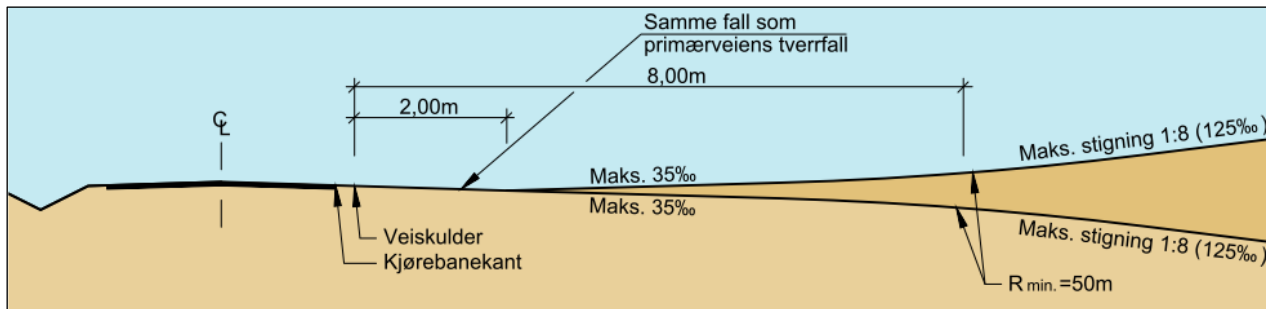 Samme fall som
primærveiens tverrfall
8,00m
2,00m
℄
Maks. stigning 1:8 (125‰)
Maks. 35‰
Maks. 35‰
Maks. stigning 1:8 (125‰)
Veiskulder
Kjørebanekant
R min. =50m